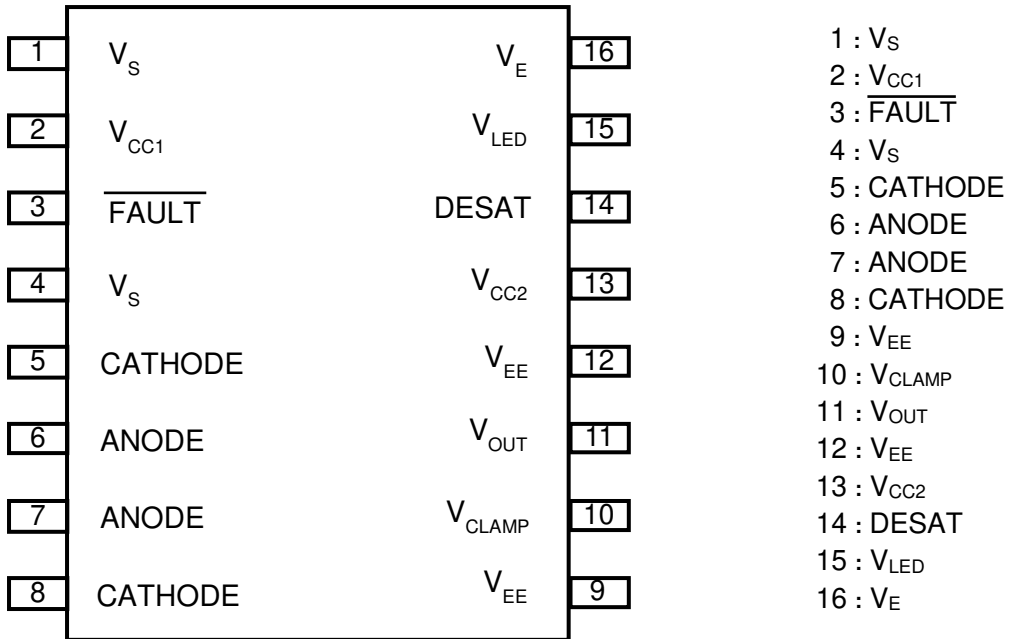 1 V_S V_E 16
2 V_CC1 V_LED 15
3 F̅A̅U̅L̅T̅ DESAT 14
4 V_S V_CC2 13
5 CATHODE V_EE 12
6 ANODE V_OUT 11
7 ANODE V_CLAMP 10
8 CATHODE V_EE 9
1 : V_S
2 : V_CC1
3 : F̅A̅U̅L̅T̅
4 : V_S
5 : CATHODE
6 : ANODE
7 : ANODE
8 : CATHODE
9 : V_EE
10 : V_CLAMP
11 : V_OUT
12 : V_EE
13 : V_CC2
14 : DESAT
15 : V_LED
16 : V_E